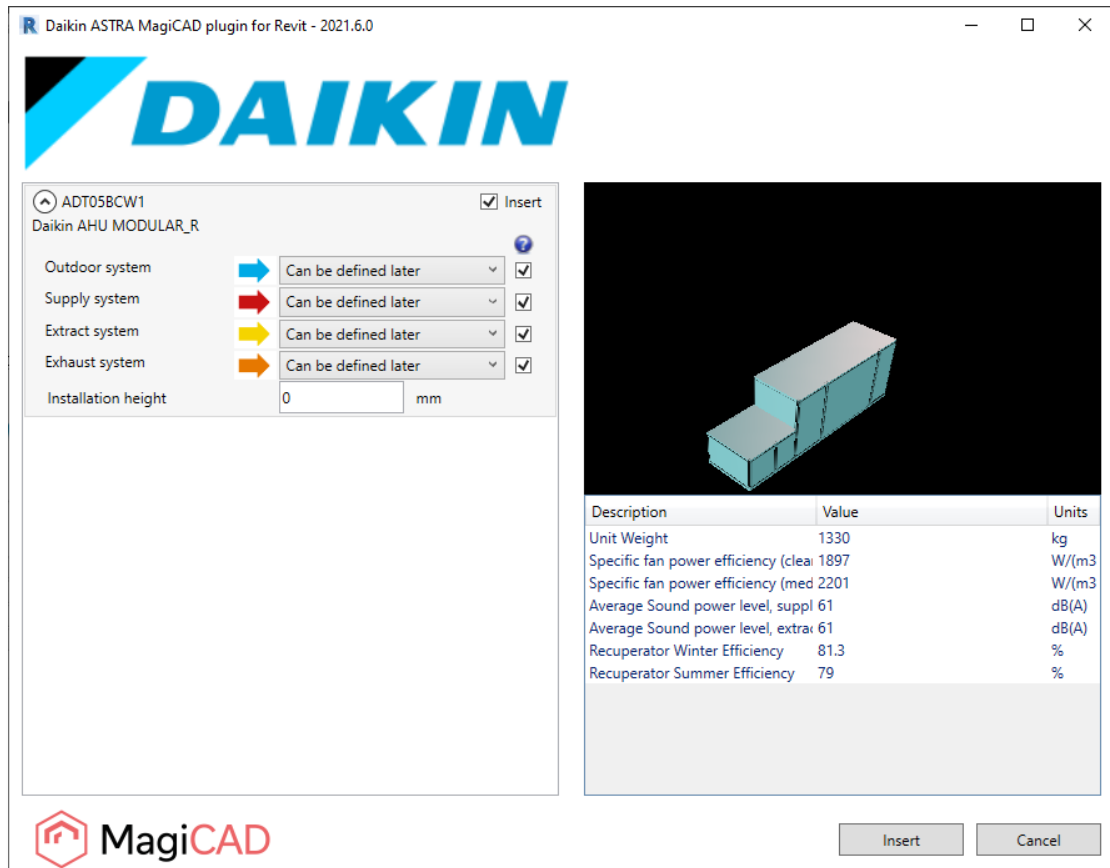 Daikin ASTRA MagiCAD plugin for Revit - 2021.6.0
DAIKIN
ADT05BCW1 Insert
Daikin AHU MODULAR_R
Outdoor system Can be defined later
Supply system Can be defined later
Extract system Can be defined later
Exhaust system Can be defined later
Installation height 0 mm
Description Value Units
Unit Weight 1330 kg
Specific fan power efficiency (clea 1897 W/(m3
Specific fan power efficiency (med 2201 W/(m3
Average Sound power level, suppl 61 dB(A)
Average Sound power level, extrac 61 dB(A)
Recuperator Winter Efficiency 81.3 %
Recuperator Summer Efficiency 79 %
MagiCAD
Insert Cancel